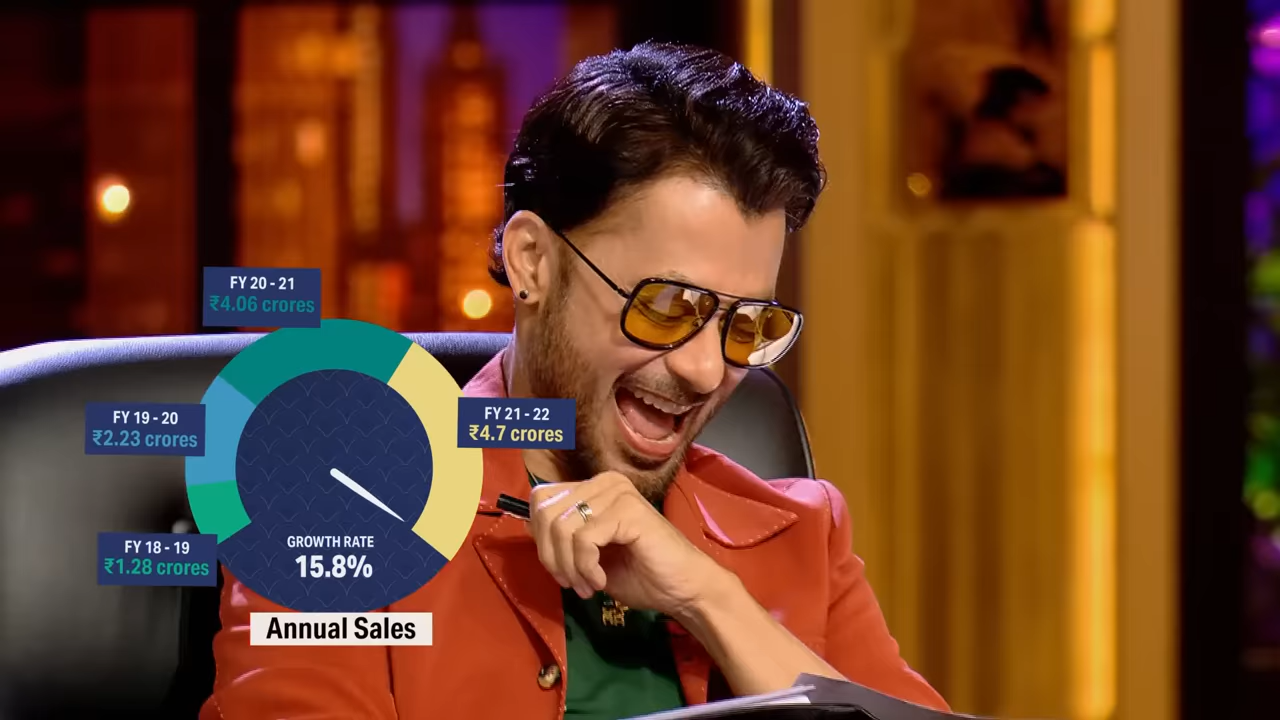 FY 20 - 21
₹4.06 crores
FY 19 - 20
₹2.23 crores
FY 21 - 22
₹4.7 crores
FY 18 - 19
₹1.28 crores
GROWTH RATE
15.8%
Annual Sales